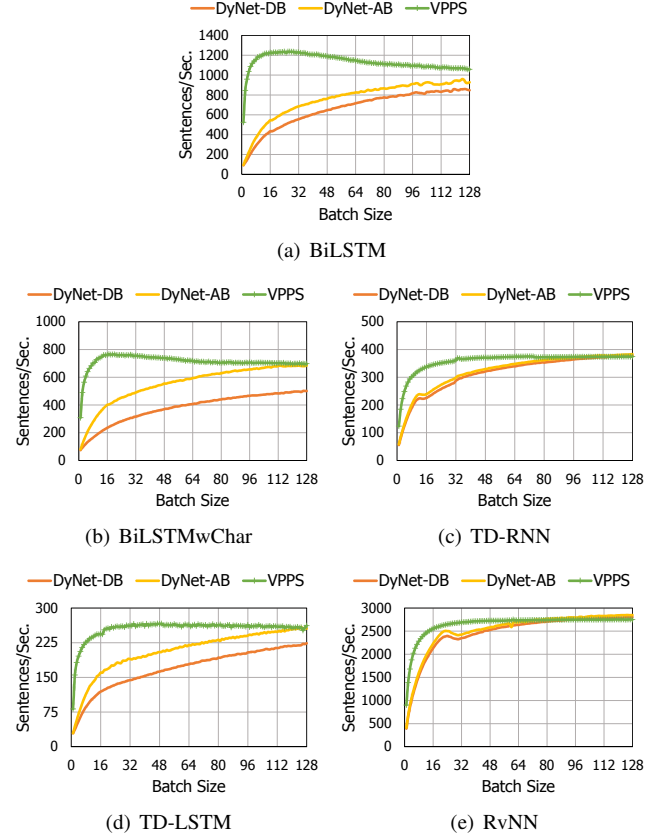 DyNet-DB DyNet-AB VPPS
1400
1200
1000
800
600
400
200
0
Sentences/Sec.
0 16 32 48 64 80 96 112 128
Batch Size
(a) BiLSTM
DyNet-DB DyNet-AB VPPS
1000
800
600
400
200
0
Sentences/Sec.
0 16 32 48 64 80 96 112 128
Batch Size
(b) BiLSTMwChar
DyNet-DB DyNet-AB VPPS
500
400
300
200
100
0
Sentences/Sec.
0 16 32 48 64 80 96 112 128
Batch Size
(c) TD-RNN
DyNet-DB DyNet-AB VPPS
300
225
150
75
0
Sentences/Sec.
0 16 32 48 64 80 96 112 128
Batch Size
(d) TD-LSTM
DyNet-DB DyNet-AB VPPS
3000
2500
2000
1500
1000
500
0
Sentences/Sec.
0 16 32 48 64 80 96 112 128
Batch Size
(e) RvNN